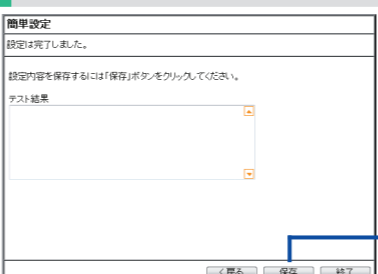 簡単設定
設定は完了しました。
設定内容を保存するには「保存」ボタンをクリックしてください。
テスト結果
< 戻る 保存 終了